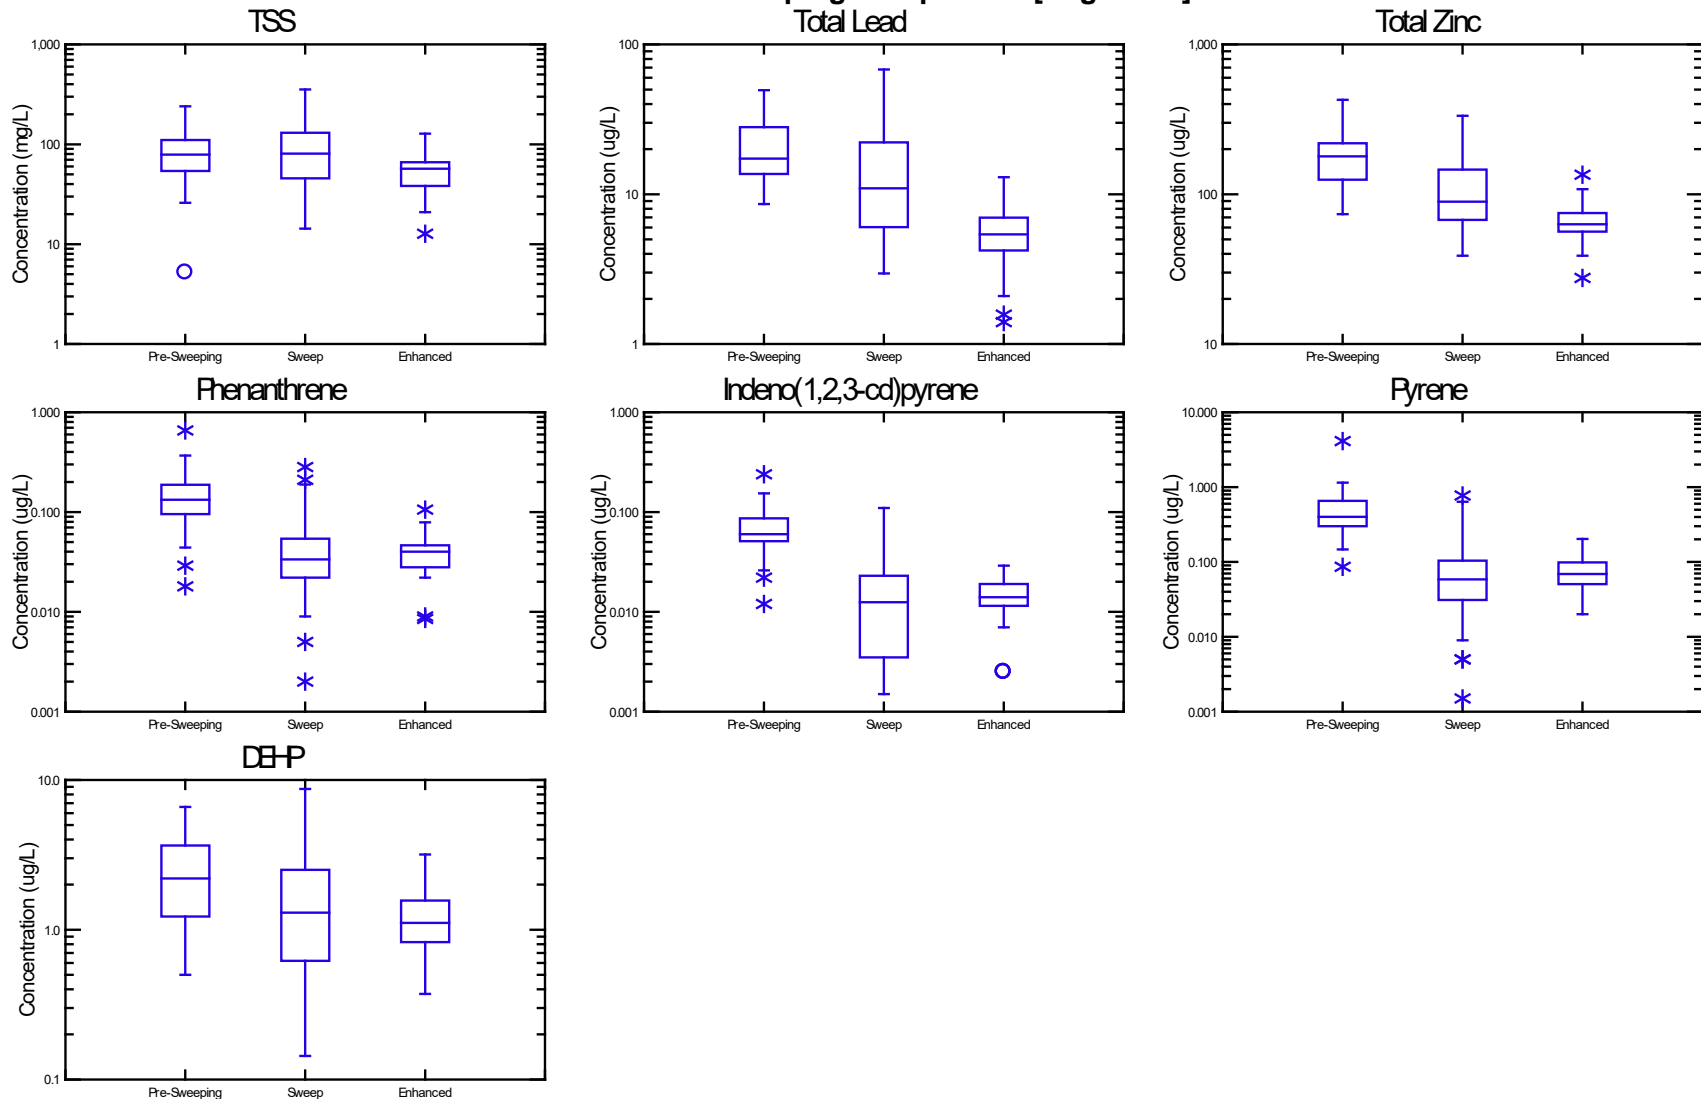 TSS
Total Lead
Total Zinc
Concentration (mg/L)
1,000
100
10
1
Pre-Sweeping Sweep Enhanced
Concentration (ug/L)
100
10
1
Pre-Sweeping Sweep Enhanced
Concentration (ug/L)
1,000
100
10
Pre-Sweeping Sweep Enhanced
Phenanthrene
Indeno(1,2,3-cd)pyrene
Pyrene
Concentration (ug/L)
1.000
0.100
0.010
0.001
Pre-Sweeping Sweep Enhanced
Concentration (ug/L)
1.000
0.100
0.010
0.001
Pre-Sweeping Sweep Enhanced
Concentration (ug/L)
10.000
1.000
0.100
0.010
0.001
Pre-Sweeping Sweep Enhanced
DEHP
Concentration (ug/L)
10.0
1.0
0.1
Pre-Sweeping Sweep Enhanced